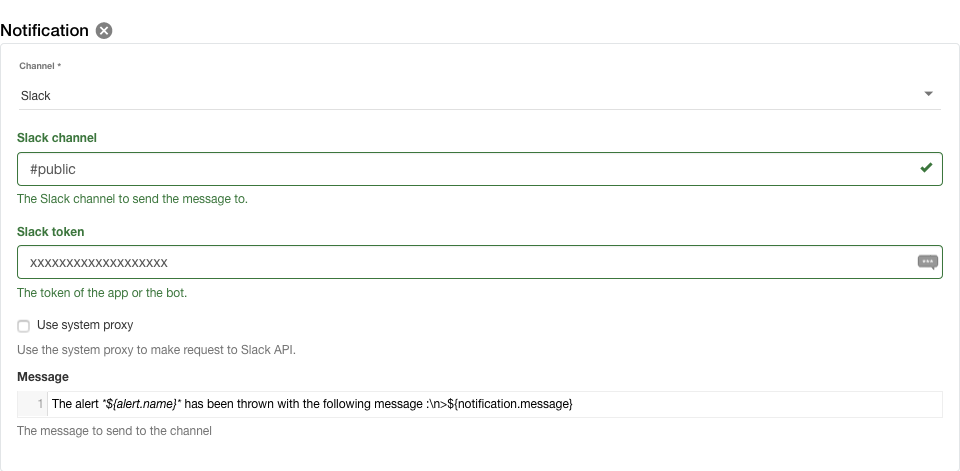 Notification
Channel *
Slack
Slack channel
#public
The Slack channel to send the message to.
Slack token
xxxxxxxxxxxxxxxxxxx
The token of the app or the bot.
Use system proxy
Use the system proxy to make request to Slack API.
Message
1 The alert *${alert.name}* has been thrown with the following message :\n>${notification.message}
The message to send to the channel